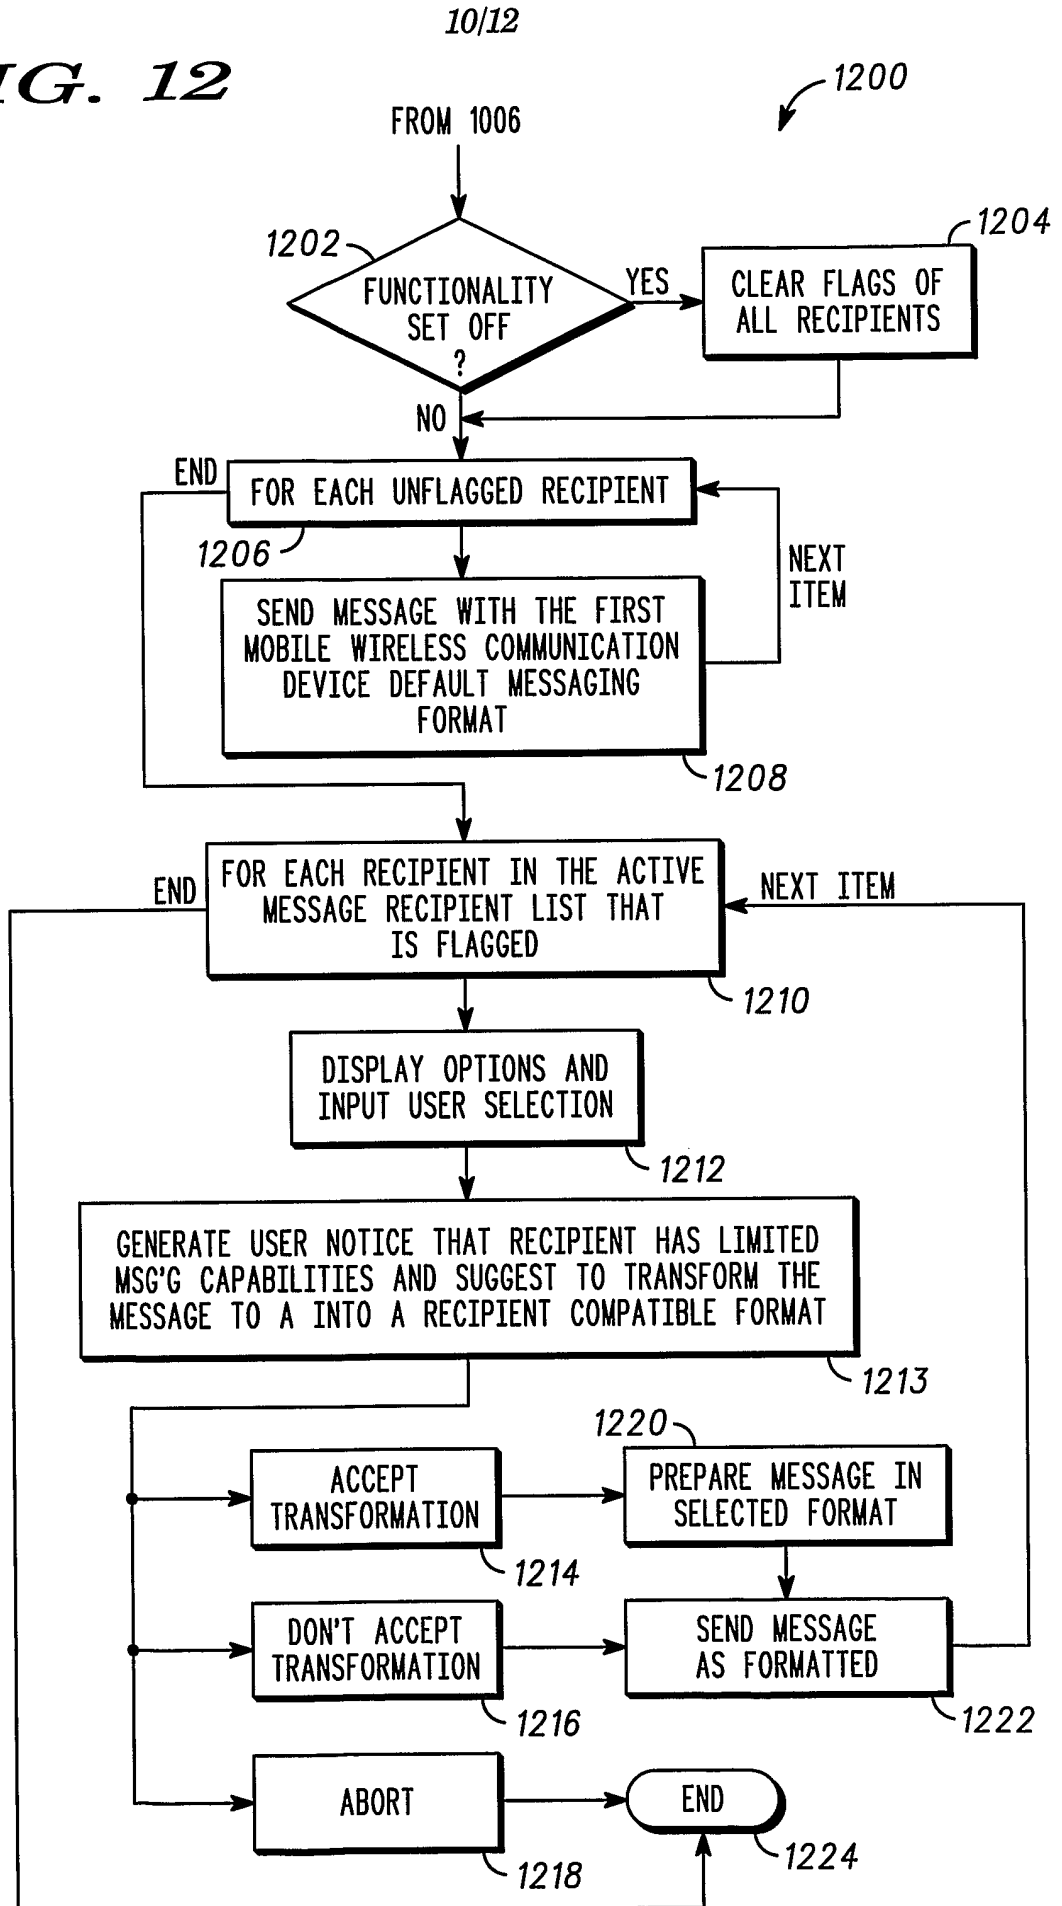 10/12
IG. 12
1200
FROM 1006
1202
FUNCTIONALITY
SET OFF
?
YES
1204
CLEAR FLAGS OF
ALL RECIPIENTS
NO
END
FOR EACH UNFLAGGED RECIPIENT
1206
NEXT
ITEM
SEND MESSAGE WITH THE FIRST
MOBILE WIRELESS COMMUNICATION
DEVICE DEFAULT MESSAGING
FORMAT
1208
END
FOR EACH RECIPIENT IN THE ACTIVE
MESSAGE RECIPIENT LIST THAT
IS FLAGGED
NEXT ITEM
1210
DISPLAY OPTIONS AND
INPUT USER SELECTION
1212
GENERATE USER NOTICE THAT RECIPIENT HAS LIMITED
MSG'G CAPABILITIES AND SUGGEST TO TRANSFORM THE
MESSAGE TO A INTO A RECIPIENT COMPATIBLE FORMAT
1213
ACCEPT
TRANSFORMATION
1214
1220
PREPARE MESSAGE IN
SELECTED FORMAT
DON'T ACCEPT
TRANSFORMATION
1216
SEND MESSAGE
AS FORMATTED
1222
ABORT
1218
END
1224